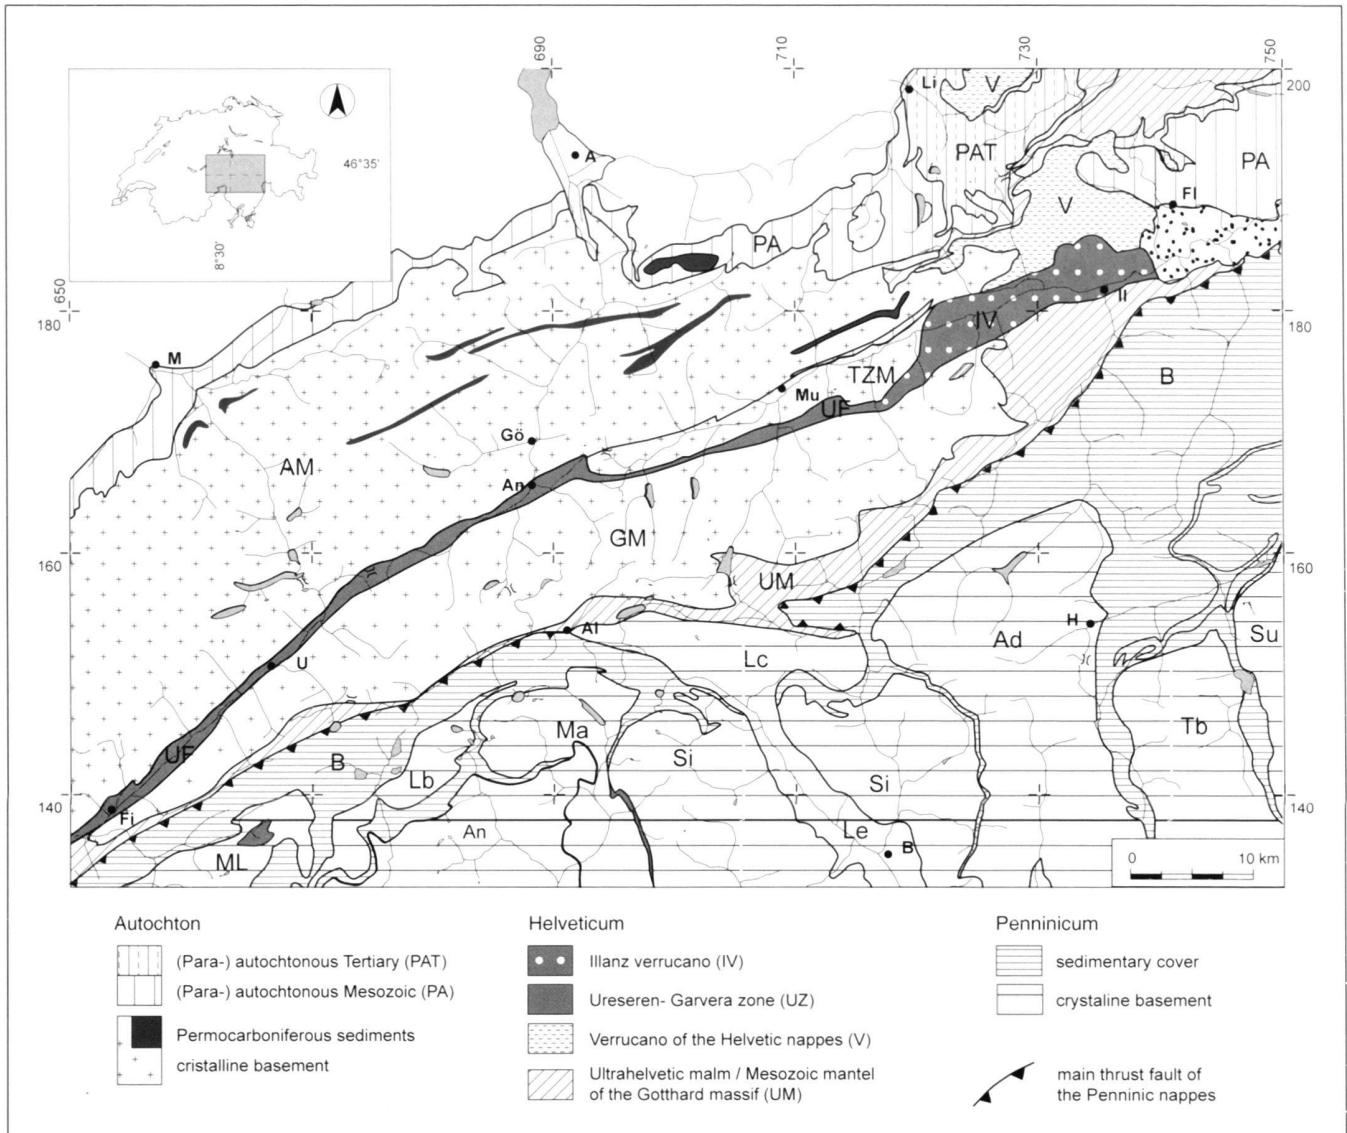 690
710
730
750
200
46°35'
8°30'
650
180
180
160
160
140
140
Li
V
A
PAT
PA
Fl
V
PA
Il
IV
M
B
TZM
Mu
UF
Gö
AM
An
GM
UM
H
Ad
Su
Al
Lc
U
Ma
Tb
UF
B
Si
Lb
Si
Fi
An
Le
B
ML
0 10 km
Autochton
(Para-) autochtonous Tertiary (PAT)
(Para-) autochtonous Mesozoic (PA)
Permocarboniferous sediments
cristalline basement
Helveticum
Illanz verrucano (IV)
Ureseren- Garvera zone (UZ)
Verrucano of the Helvetic nappes (V)
Ultrahelvetic malm / Mesozoic mantel
of the Gotthard massif (UM)
Penninicum
sedimentary cover
crystaline basement
main thrust fault of
the Penninic nappes